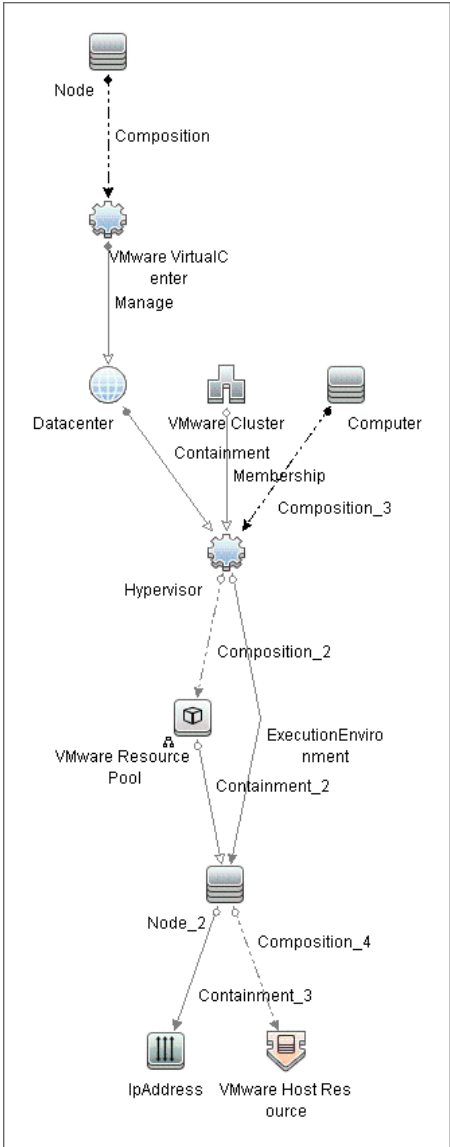 Node
Composition
VMware VirtualC
enter
Manage
Datacenter
VMware Cluster
Computer
Containment
Membership
Composition_3
Hypervisor
Composition_2
ExecutionEnviro
nment
VMware Resource
Pool
Containment_2
Node_2
Composition_4
Containment_3
IpAddress
VMware Host Res
ource